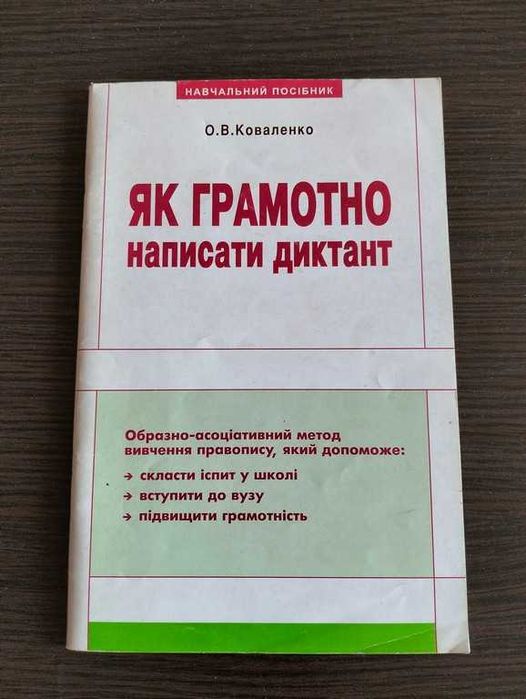 НАВЧАЛЬНИЙ ПОСІБНИК
О.В.Коваленко
ЯК ГРАМОТНО
написати диктант
Образно-асоціативний метод
вивчення правопису, який допоможе:
→ скласти іспит у школі
→ вступити до вузу
→ підвищити грамотність